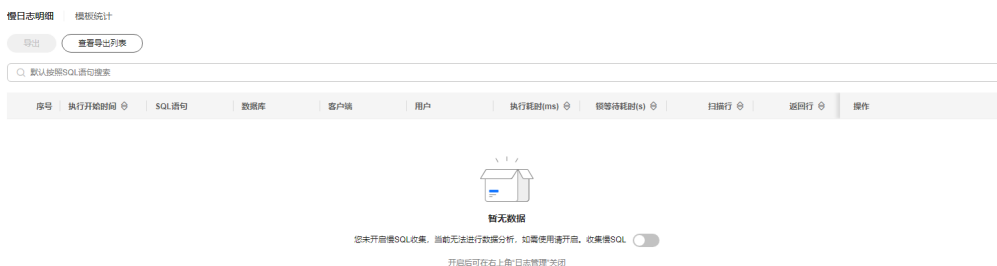 慢日志明细 模板统计
导出 查看导出列表
默认按照SQL语句搜索
序号 执行开始时间 SQL语句 数据库 客户端 用户 执行耗时(ms) 锁等待耗时(s) 扫描行 返回行 操作
暂无数据
您未开启慢SQL收集，当前无法进行数据分析，如需使用请开启。收集慢SQL
开启后可在右上角“日志管理”关闭